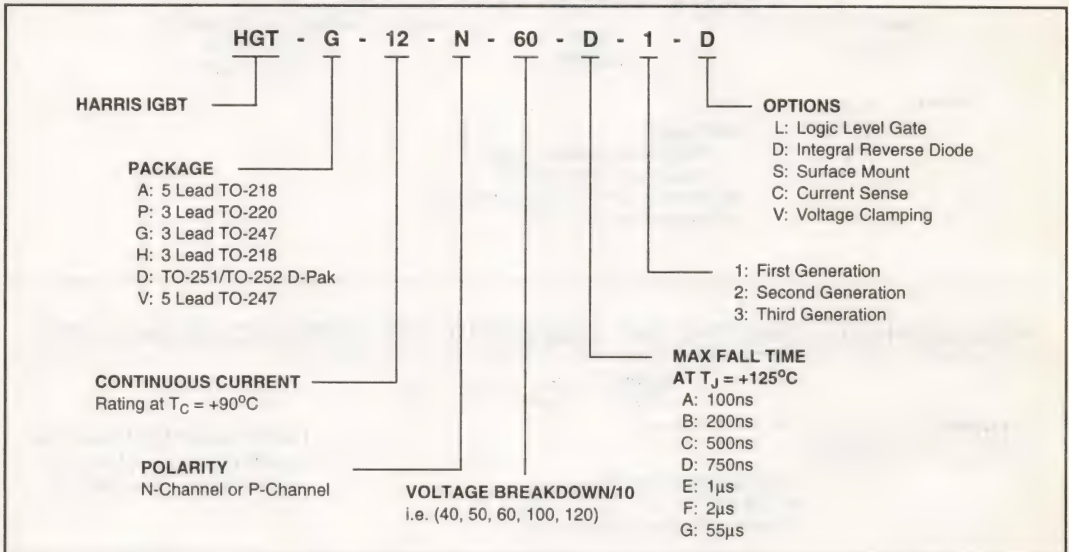 HGT - G - 12 - N - 60 - D - 1 - D
HARRIS IGBT
PACKAGE
A: 5 Lead TO-218
P: 3 Lead TO-220
G: 3 Lead TO-247
H: 3 Lead TO-218
D: TO-251/TO-252 D-Pak
V: 5 Lead TO-247
CONTINUOUS CURRENT
Rating at TC = +90°C
POLARITY
N-Channel or P-Channel
VOLTAGE BREAKDOWN/10
i.e. (40, 50, 60, 100, 120)
MAX FALL TIME
AT TJ = +125°C
A: 100ns
B: 200ns
C: 500ns
D: 750ns
E: 1µs
F: 2µs
G: 55µs
1: First Generation
2: Second Generation
3: Third Generation
OPTIONS
L: Logic Level Gate
D: Integral Reverse Diode
S: Surface Mount
C: Current Sense
V: Voltage Clamping